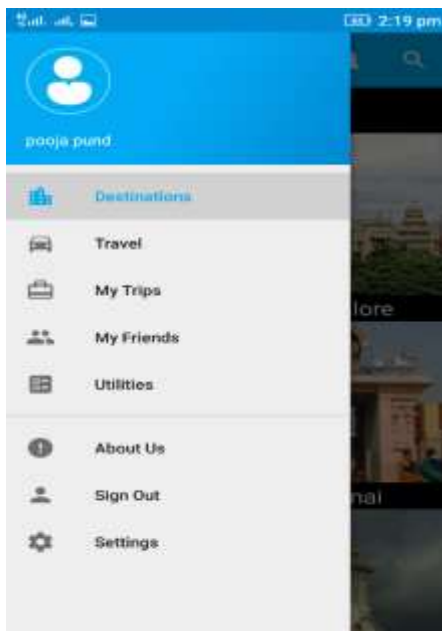 2:19 pm
pooja pund
Destinations
Travel
My Trips
lore
My Friends
Utilities
About Us
Sign Out
nai
Settings